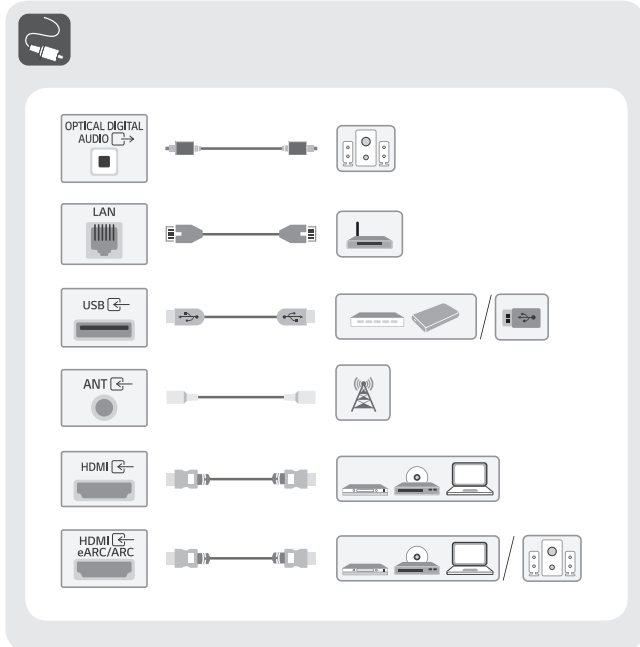 OPTICAL DIGITAL
AUDIO
LAN
USB
ANT
HDMI
HDMI
eARC/ARC